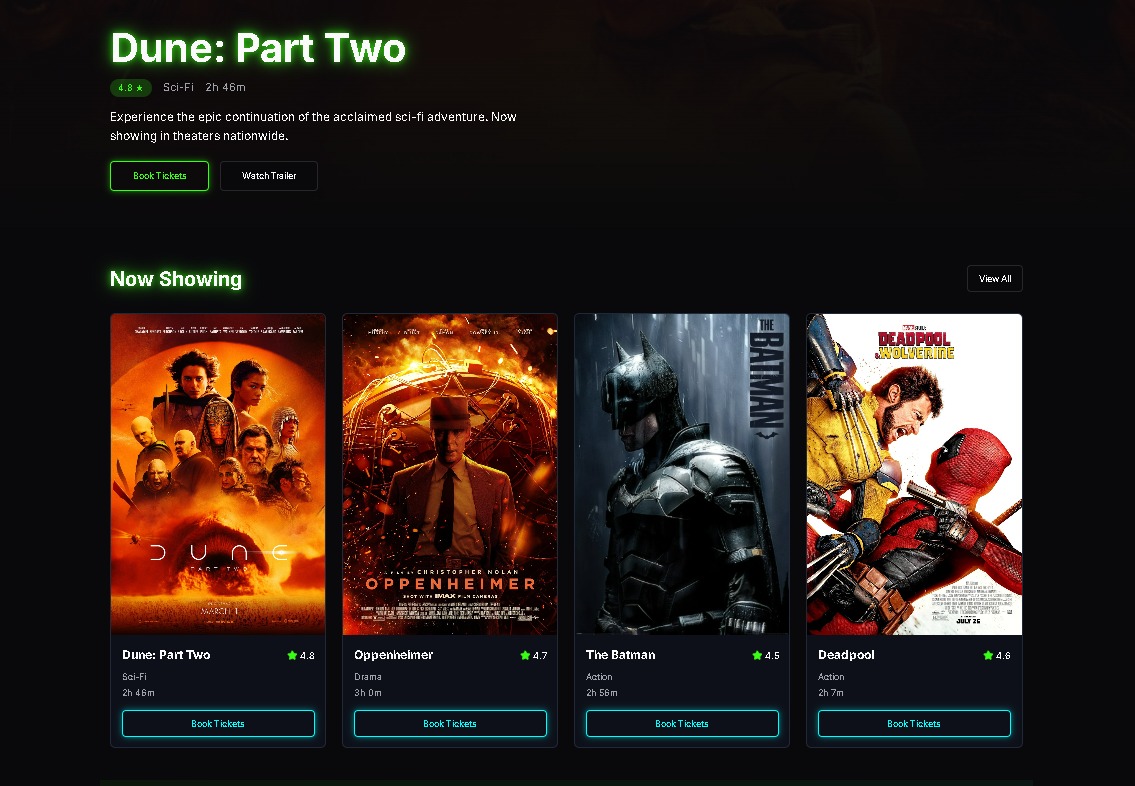 Dune: Part Two
4.8 ★ Sci-Fi 2h 46m
Experience the epic continuation of the acclaimed sci-fi adventure. Now
showing in theaters nationwide.
Book Tickets Watch Trailer
Now Showing
View All
DUNE
PART TWO
MARCH 1
CHRISTOPHER NOLAN
OPPENHEIMER
SHOT WITH IMAX FILM CAMERAS
THE
BATMAN
DEADPOOL
& WOLVERINE
JULY 26
Dune: Part Two 4.8
Sci-Fi
2h 46m
Book Tickets
Oppenheimer 4.7
Drama
3h 0m
Book Tickets
The Batman 4.5
Action
2h 56m
Book Tickets
Deadpool 4.6
Action
2h 7m
Book Tickets